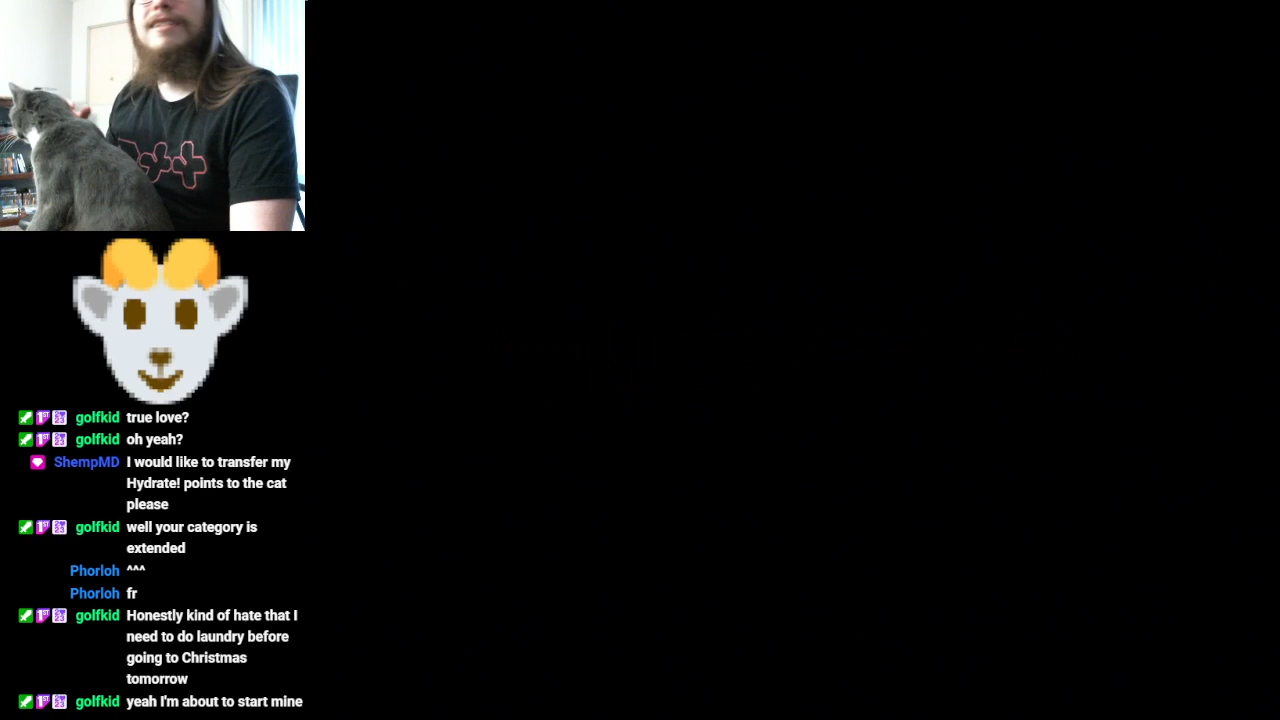 golfkid true love?
golfkid oh yeah?
ShempMD I would like to transfer my
Hydrate! points to the cat
please
golfkid well your category is
extended
Phorloh ^^^
Phorloh fr
golfkid Honestly kind of hate that I
need to do laundry before
going to Christmas
tomorrow
golfkid yeah I'm about to start mine